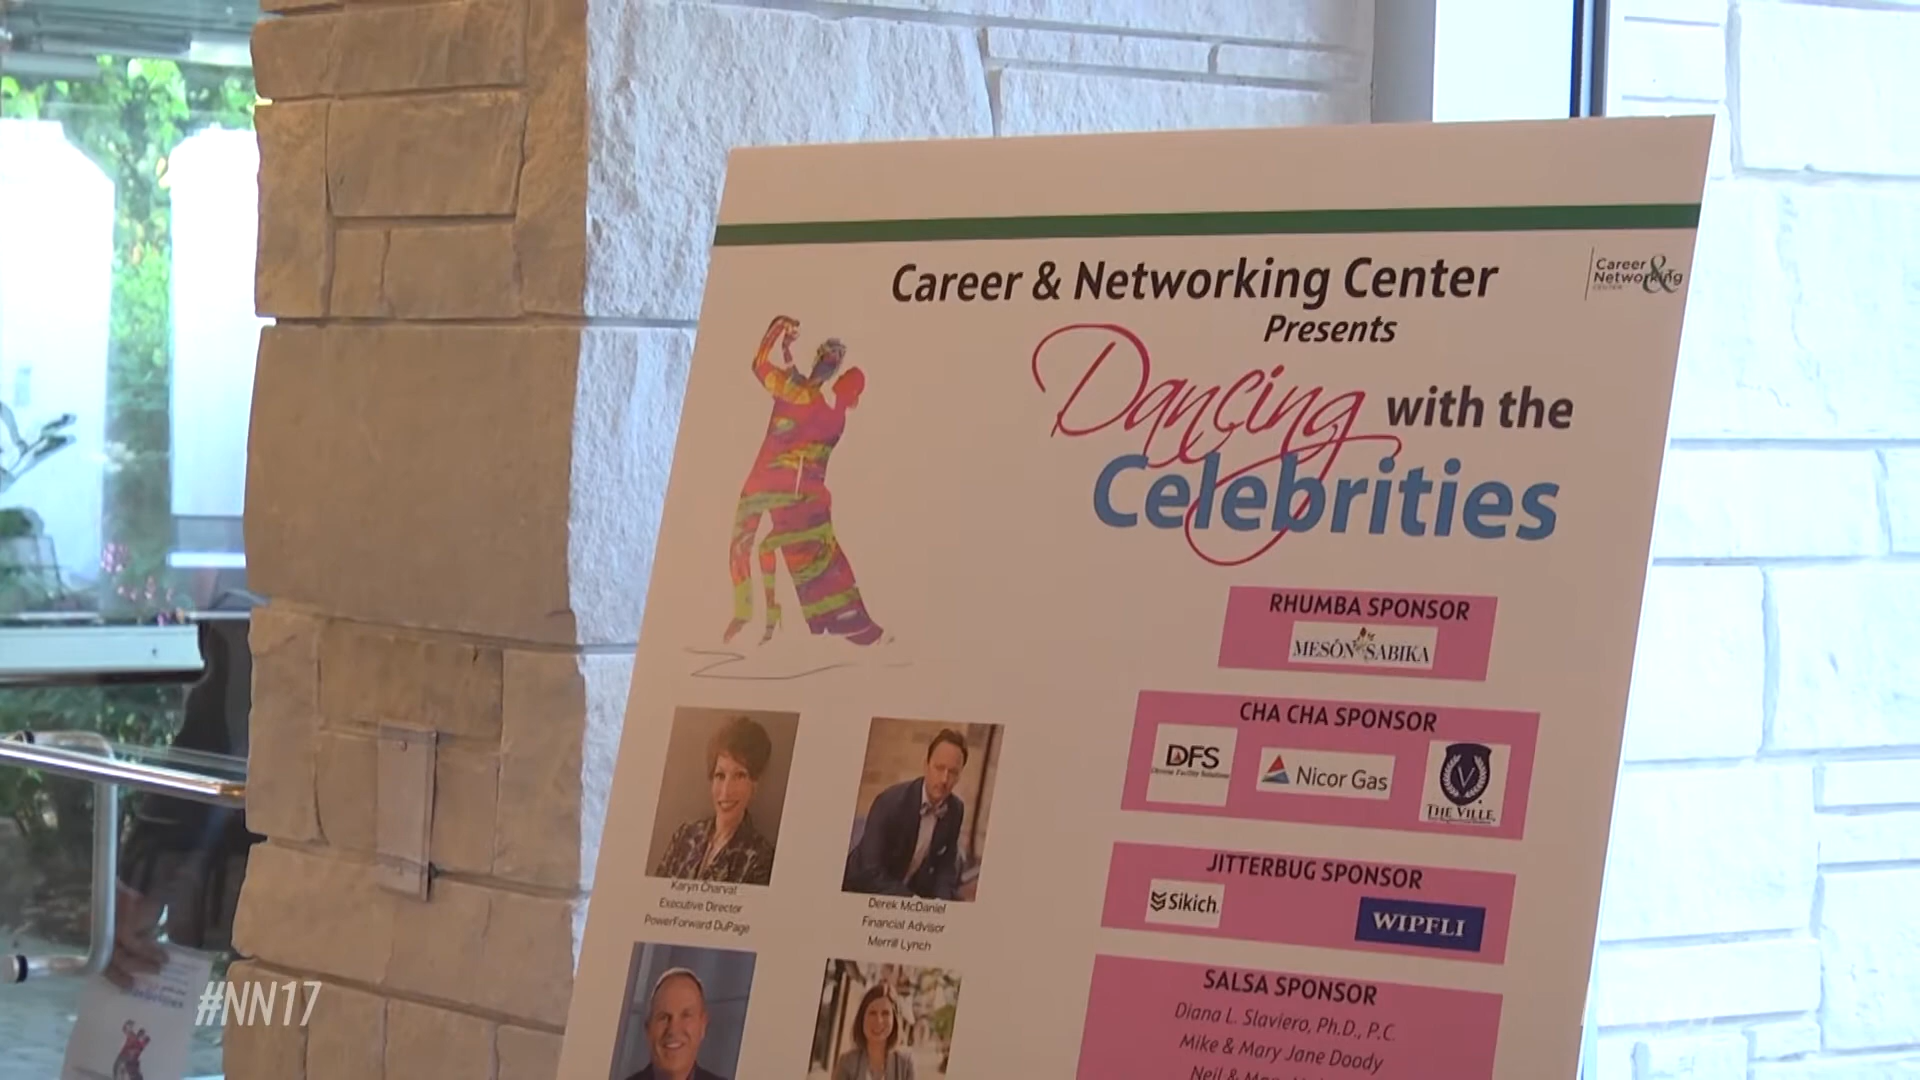 Career & Networking Center
Career &
Networking
CENTER
Presents
Dancing with the
Celebrities
RHUMBA SPONSOR
MESÓN SABIKA
CHA CHA SPONSOR
DFS
Nicor Gas
V
THE VILLE
JITTERBUG SPONSOR
Sikich
WIPFLI
SALSA SPONSOR
Diana L. Slaviero, Ph.D., P.C.
Mike & Mary Jane Doody
Neil &
Karyn Charvat
Executive Director
PowerForward DuPage
Derek McDaniel
Financial Advisor
Merrill Lynch
#NN17